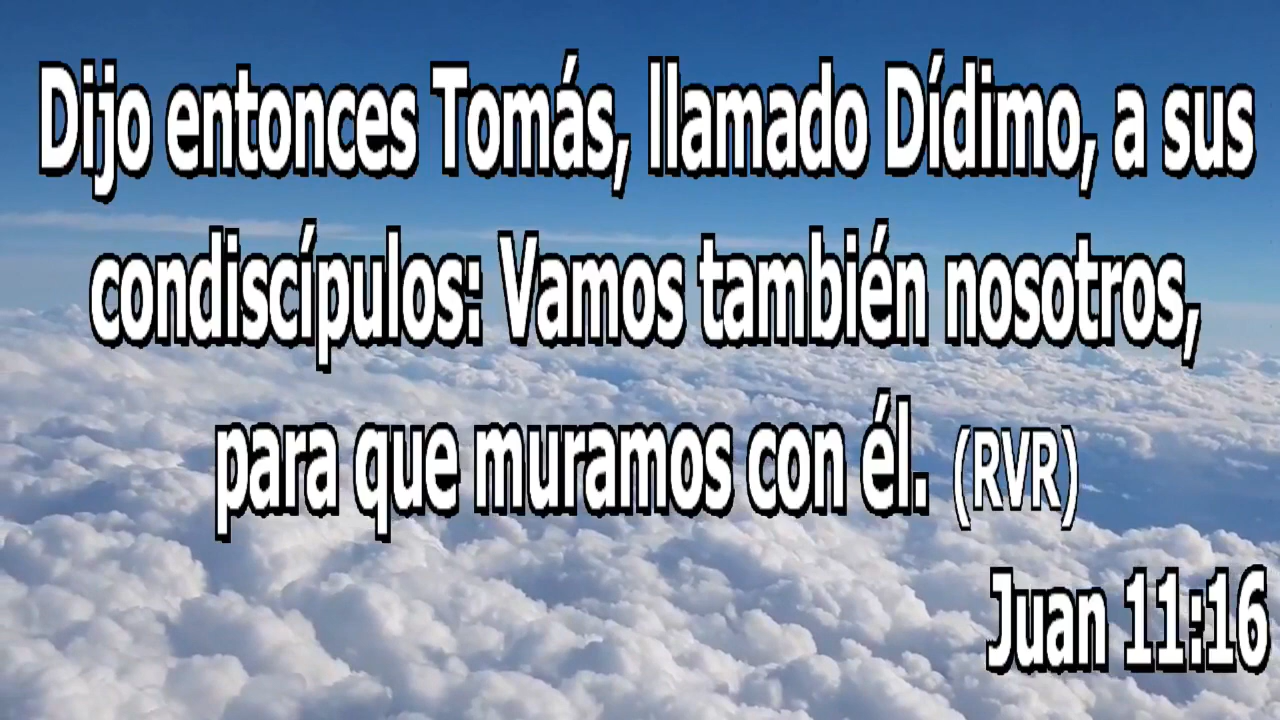 Dijo entonces Tomás, llamado Dídimo, a sus
condiscípulos: Vamos también nosotros,
para que muramos con él. (RVR)
Juan 11:16